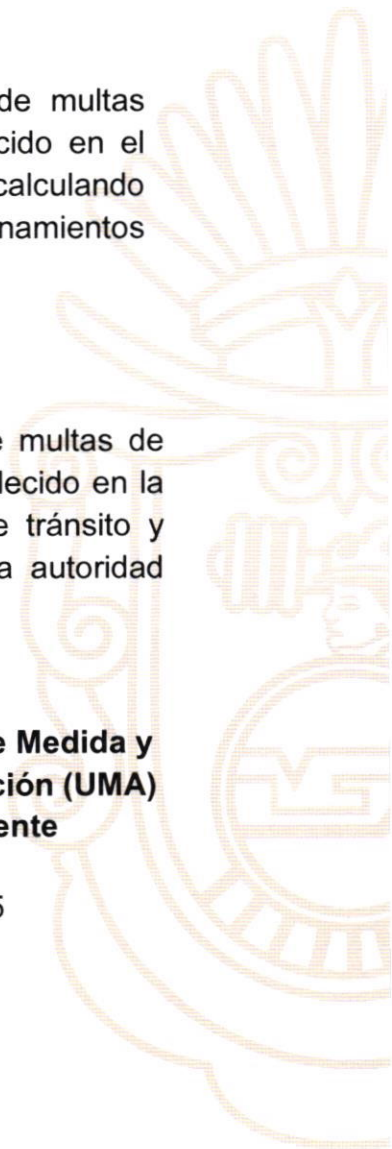 de multas
cido en el
calculando
namientos
e multas de
lecido en la
e tránsito y
a autoridad
e Medida y
ción (UMA)
ente
5